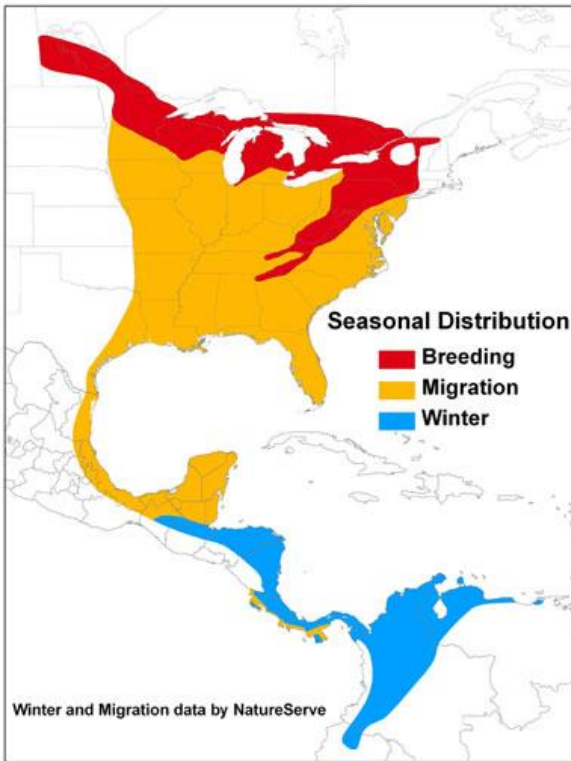 Seasonal Distribution
Breeding
Migration
Winter
Winter and Migration data by NatureServe